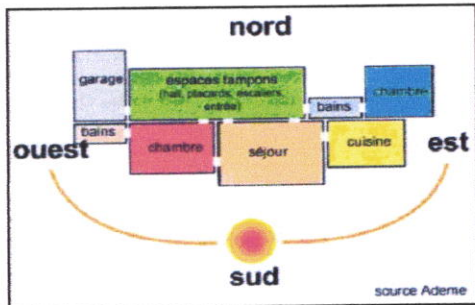 nord
garage
espaces tampons
(hall, placards, escaliers,
entrée)
bains
chambre
bains
ouest
chambre
séjour
cuisine
est
sud
source Ademe